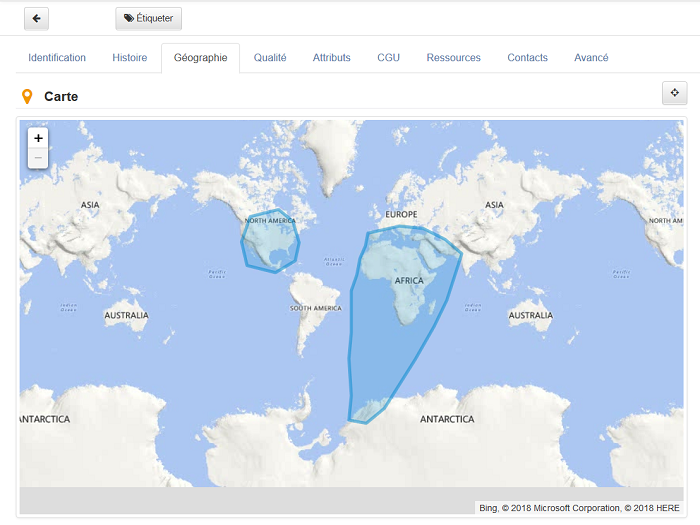 Étiqueter
Identification Histoire Géographie Qualité Attributs CGU Ressources Contacts Avancé
Carte
+
−
ASIA
NORTH AMERICA
EUROPE
ASIA
NORTH AM
Pacific
Ocean
Atlantic
Ocean
Pacific
Ocean
AFRICA
Indian
Ocean
AUSTRALIA
SOUTH AMERICA
Indian
Ocean
AUSTRALIA
ANTARCTICA
ANTARCTICA
Bing, © 2018 Microsoft Corporation, © 2018 HERE